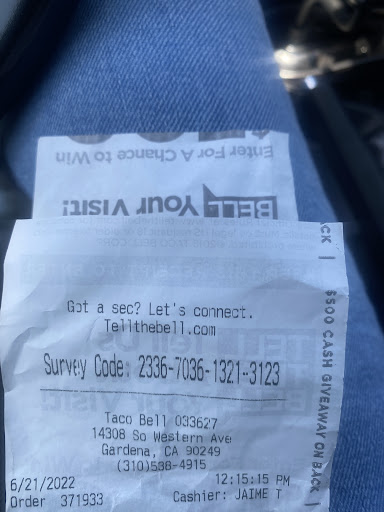 Enter For A Chance to Win
BELL Your Visit!
Got a sec? Let's connect.
Tellthebell.com
Survey Code: 2336-7036-1321-3123
Taco Bell 033627
14308 So Western Ave
Gardena, CA 90249
(310)538-4915
6/21/2022 12:15:15 PM
Order 371933 Cashier: JAIME T
$500 CASH GIVEAWAY ON BACK |